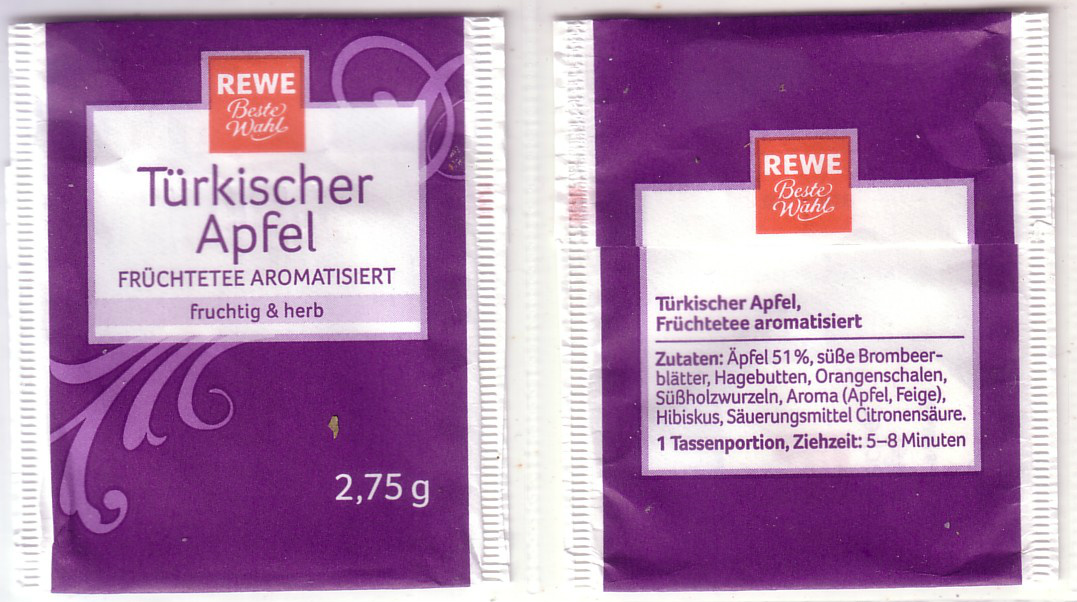 REWE
Beste
Wahl
Türkischer
Apfel
FRÜCHTETEE AROMATISIERT
fruchtig & herb
2,75 g
REWE
Beste
Wahl
Türkischer Apfel,
Früchtetee aromatisiert
Zutaten: Äpfel 51 %, süße Brombeer-
blätter, Hagebutten, Orangenschalen,
Süßholzwurzeln, Aroma (Apfel, Feige),
Hibiskus, Säuerungsmittel Citronensäure.
1 Tassenportion, Ziehzeit: 5–8 Minuten